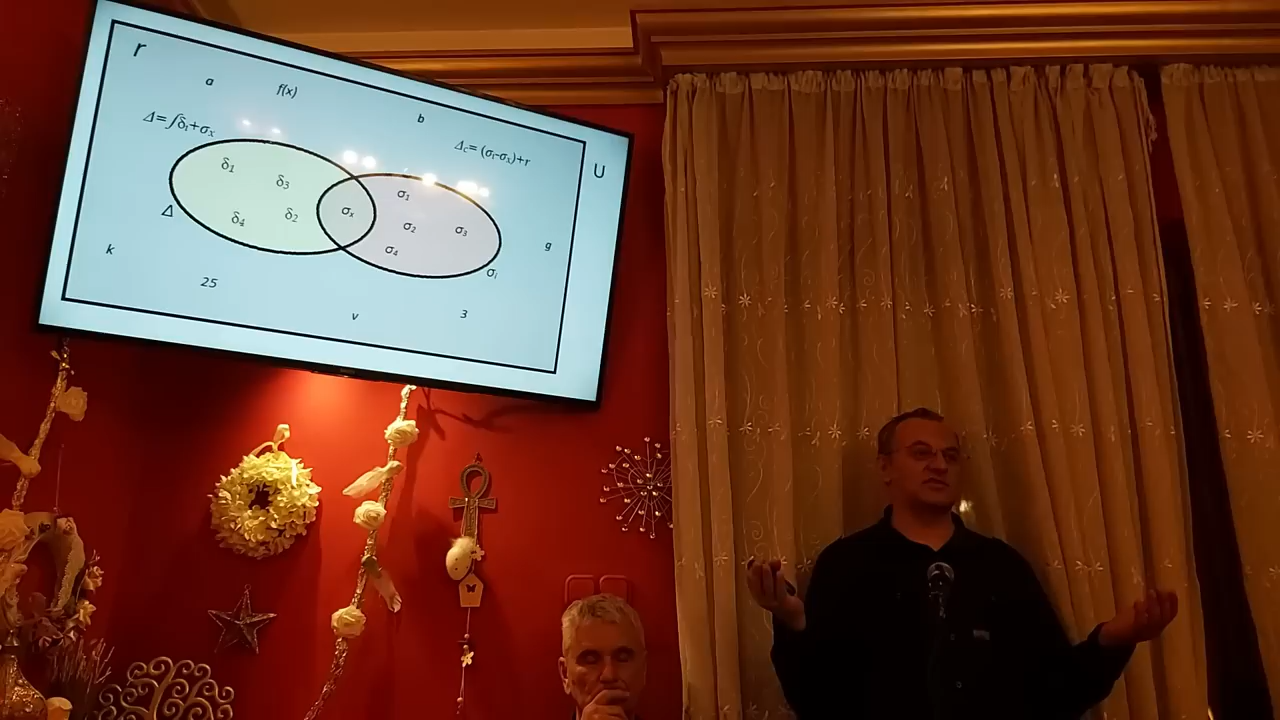 r
a f(x) b
Δ=∫δᵢ+σₓ
Δc= (σᵢ-σₓ)+r
U
δ₁ δ₃ σ₁
Δ δ₄ δ₂ σₓ σ₂ σ₃
σ₄ σᵢ
k g
25 v 3